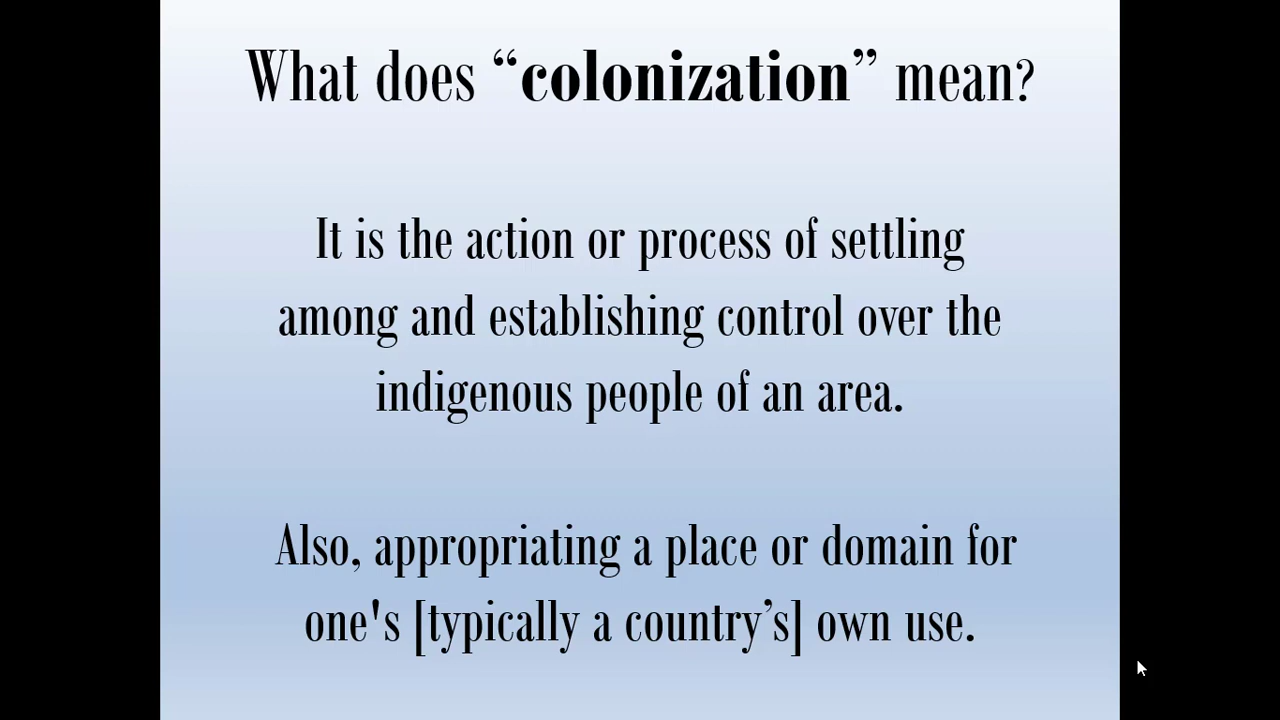 What does “colonization” mean?
It is the action or process of settling
among and establishing control over the
indigenous people of an area.
Also, appropriating a place or domain for
one's [typically a country’s] own use.